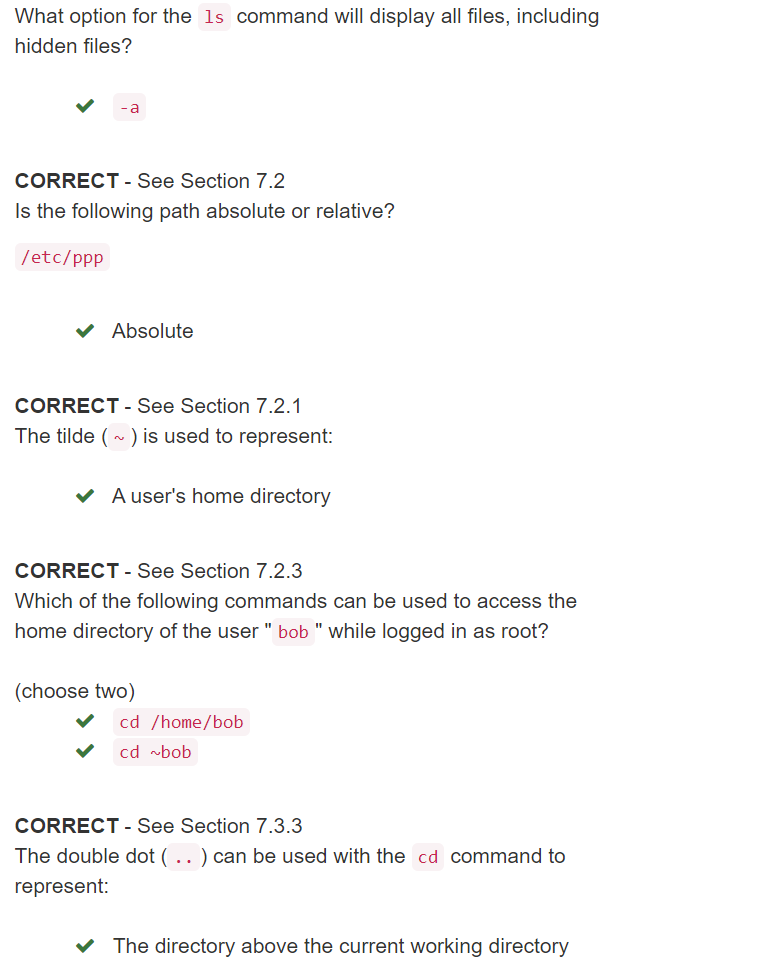 What option for the ls command will display all files, including
hidden files?
-a
CORRECT - See Section 7.2
Is the following path absolute or relative?
/etc/ppp
Absolute
CORRECT - See Section 7.2.1
The tilde ( ~ ) is used to represent:
A user's home directory
CORRECT - See Section 7.2.3
Which of the following commands can be used to access the
home directory of the user " bob " while logged in as root?
(choose two)
cd /home/bob
cd ~bob
CORRECT - See Section 7.3.3
The double dot ( .. ) can be used with the cd command to
represent:
The directory above the current working directory